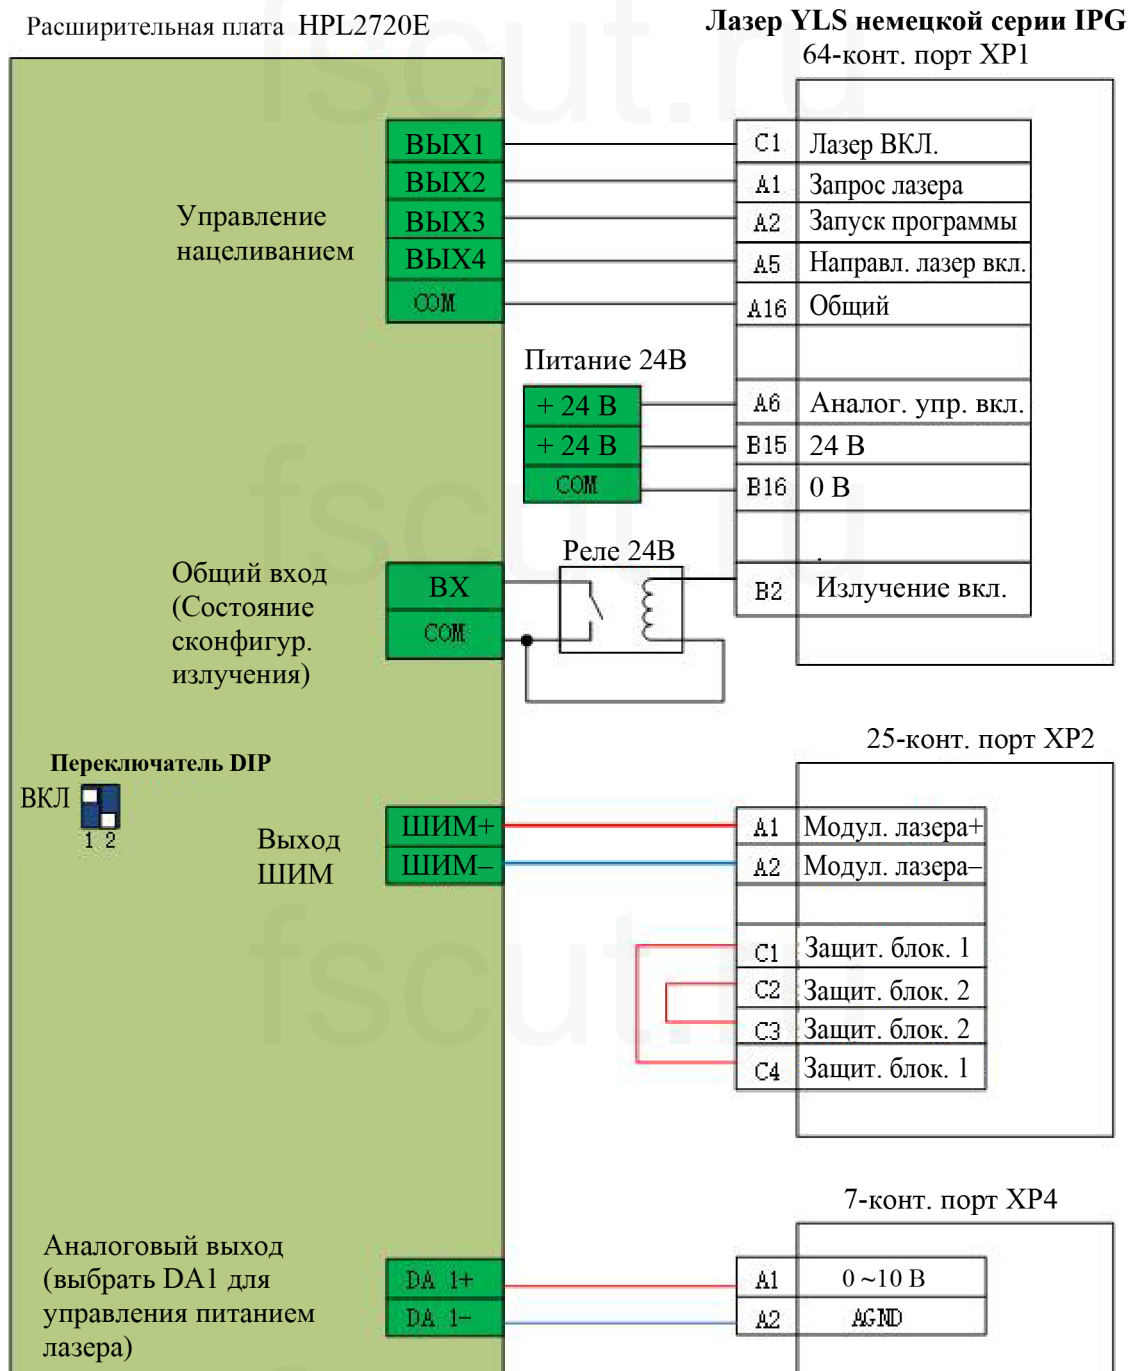 Расширительная плата HPL2720E
Лазер YLS немецкой серии IPG
64-конт. порт XP1
ВЫХ1
C1 Лазер ВКЛ.
ВЫХ2
A1 Запрос лазера
Управление
нацеливанием
ВЫХ3
A2 Запуск программы
ВЫХ4
A5 Направл. лазер вкл.
COM
A16 Общий
Питание 24В
+ 24 В
A6 Аналог. упр. вкл.
+ 24 В
B15 24 В
COM
B16 0 В
Реле 24В
Общий вход
(Состояние
сконфигур.
излучения)
ВХ
COM
B2 Излучение вкл.
25-конт. порт XP2
Переключатель DIP
ВКЛ
1 2
Выход
ШИМ
ШИМ+
A1 Модул. лазера+
ШИМ–
A2 Модул. лазера–
C1 Защит. блок. 1
C2 Защит. блок. 2
C3 Защит. блок. 2
C4 Защит. блок. 1
7-конт. порт XP4
Аналоговый выход
(выбрать DA1 для
управления питанием
лазера)
DA 1+
A1 0 ~10 В
DA 1-
A2 AGND
fscut.ru
fscut.ru
fscut.ru